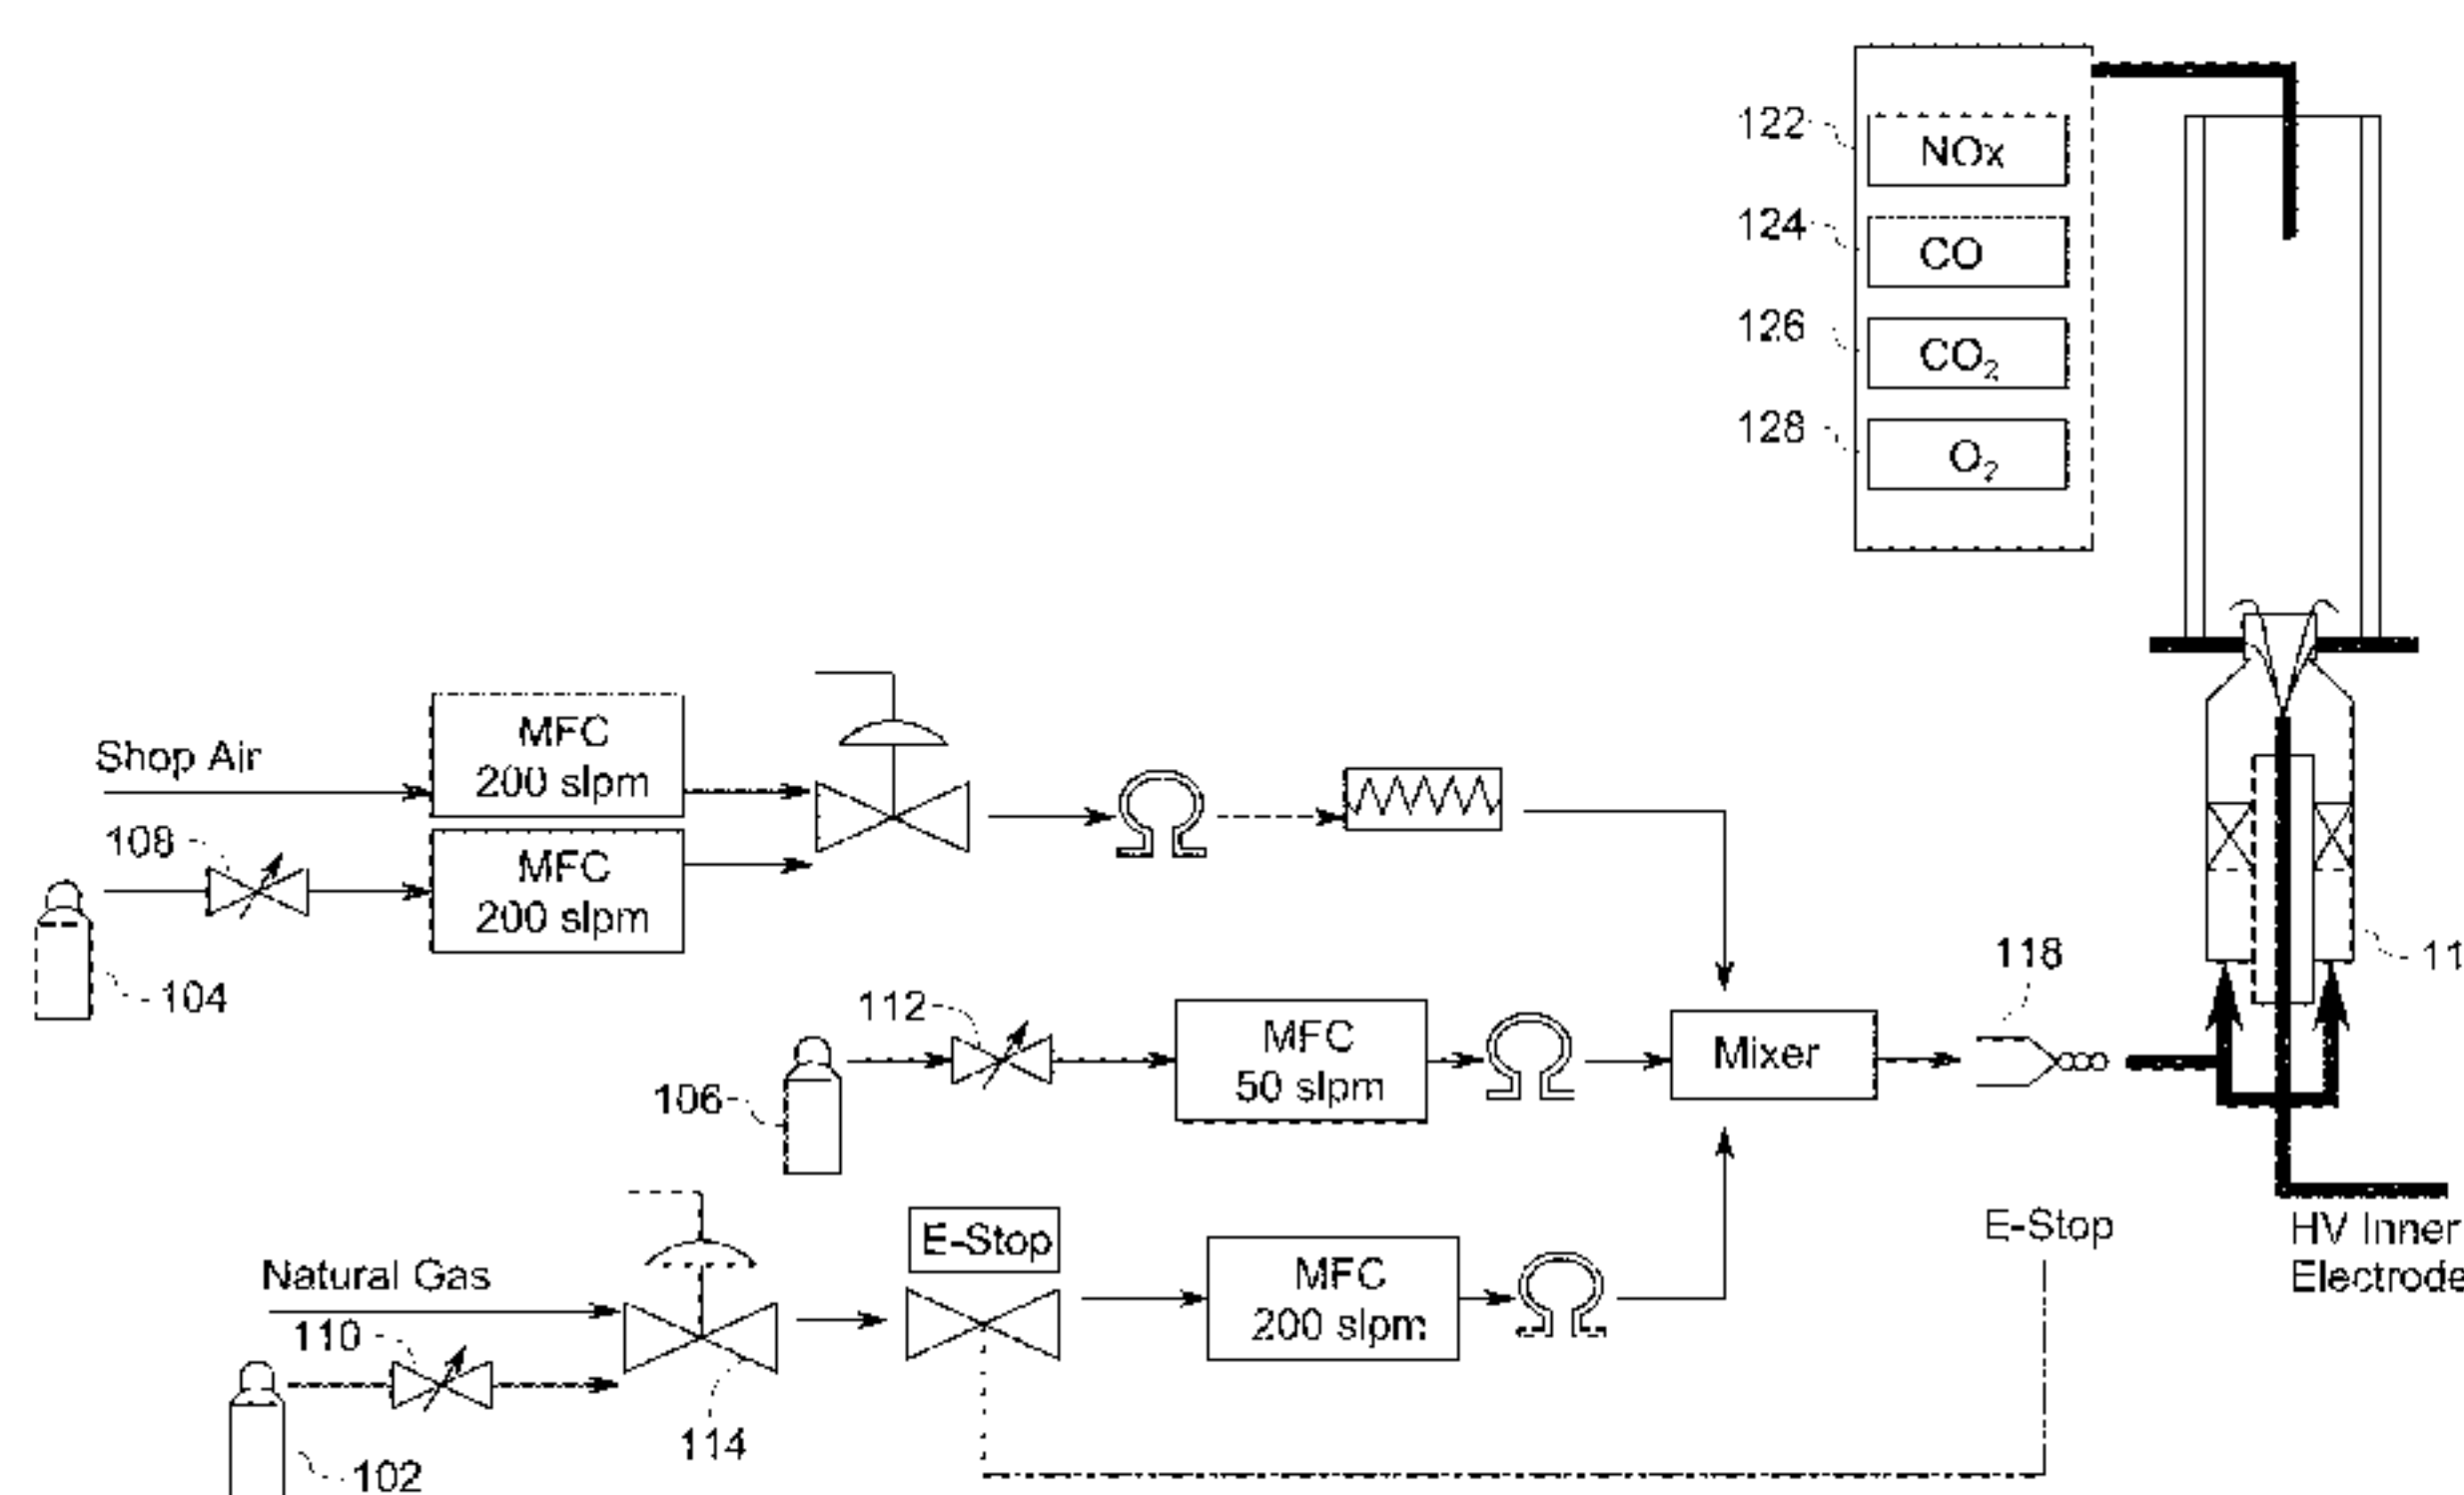 122
NOx
124
CO
126
CO₂
128
O₂
Shop Air
MFC
200 slpm
108
MFC
200 slpm
104
118
11
112
MFC
50 slpm
Mixer
106
E-Stop
E-Stop
HV Inner
Electrode
Natural Gas
MFC
200 slpm
110
114
102